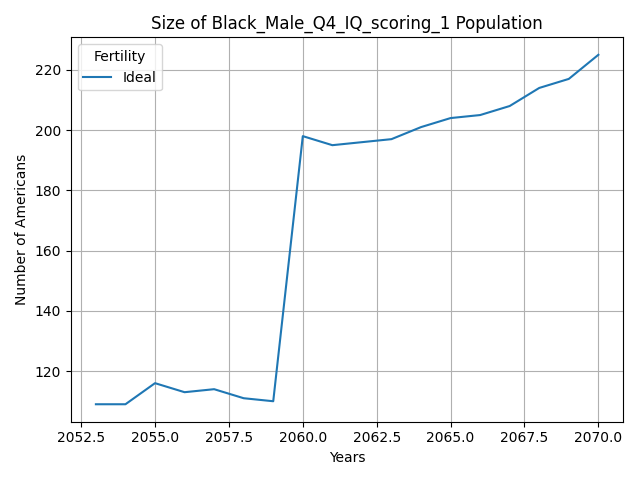 Size of Black_Male_Q4_IQ_scoring_1 Population
Fertility
Ideal
Number of Americans
220
200
180
160
140
120
2052.5 2055.0 2057.5 2060.0 2062.5 2065.0 2067.5 2070.0
Years